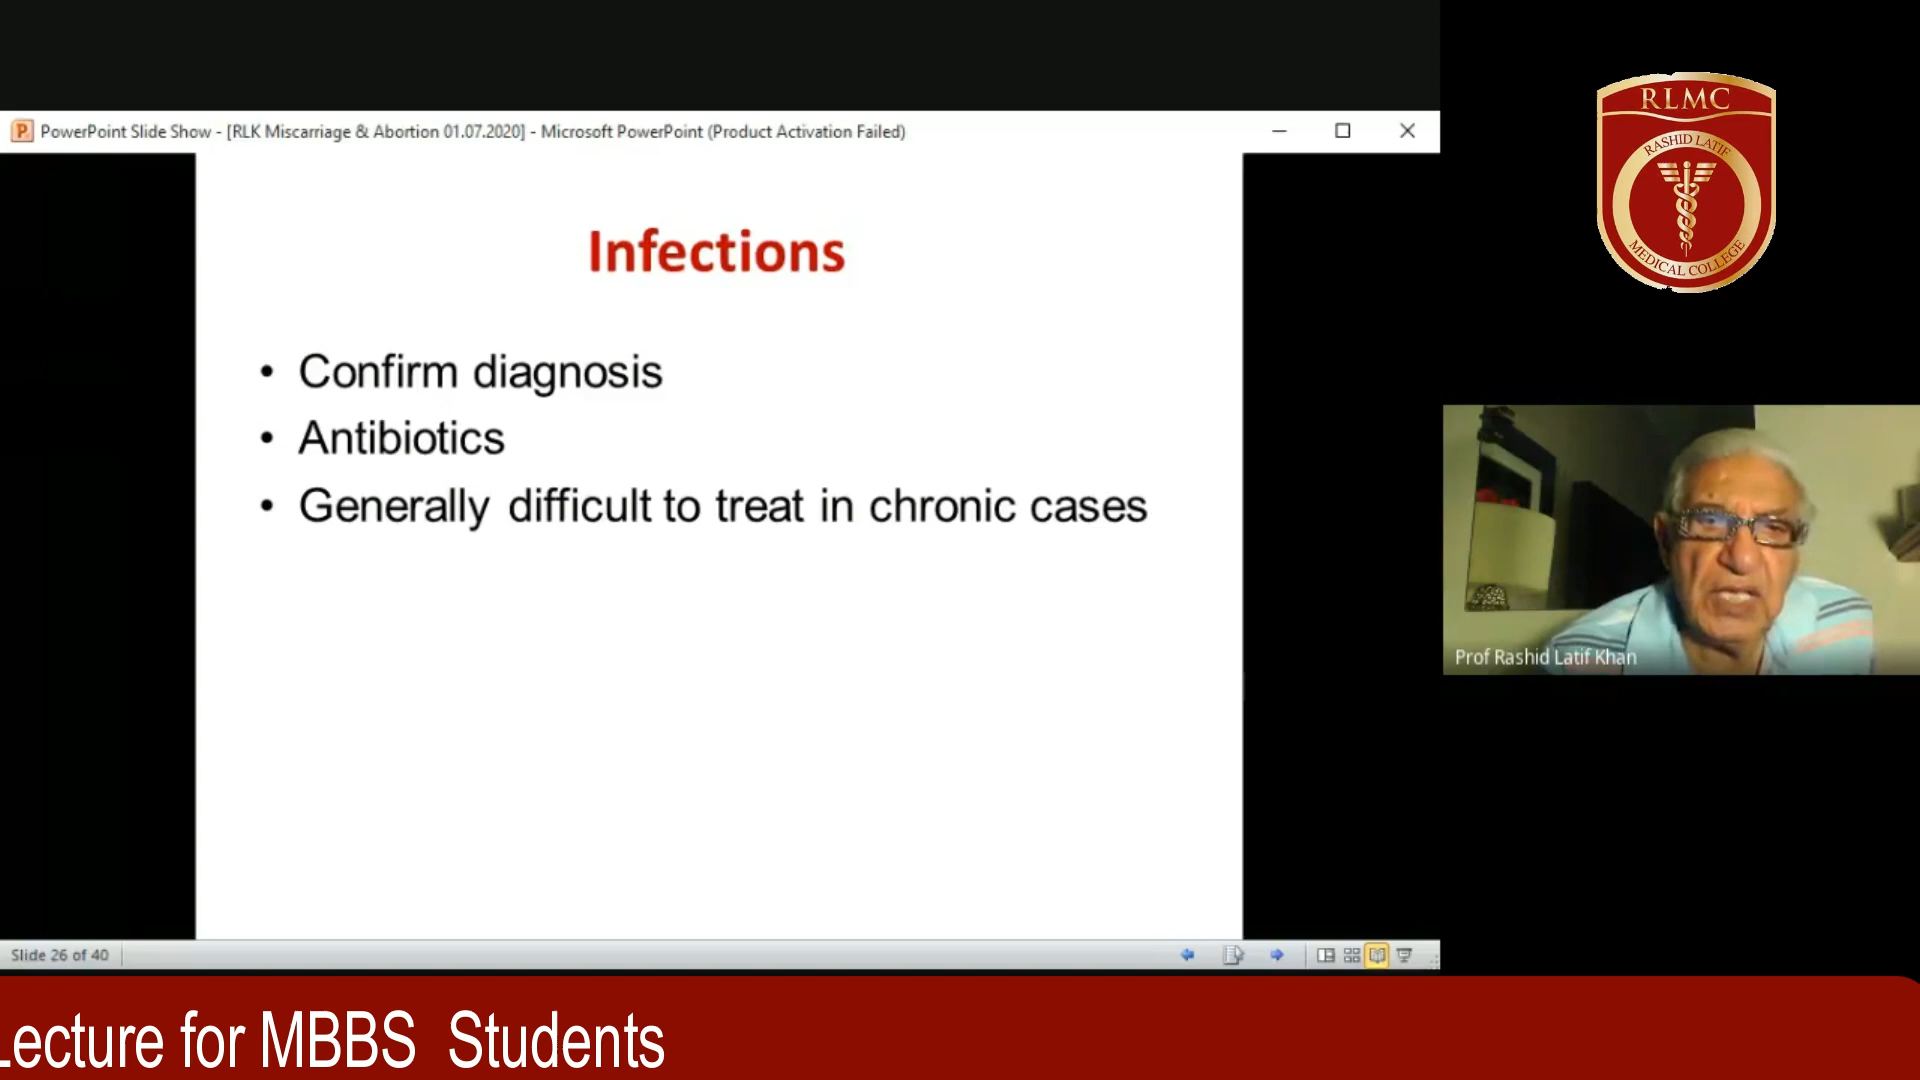 PowerPoint Slide Show - [RLK Miscarriage & Abortion 01.07.2020] - Microsoft PowerPoint (Product Activation Failed)
Infections
• Confirm diagnosis
• Antibiotics
• Generally difficult to treat in chronic cases
Slide 26 of 40
RLMC
RASHID LATIF
MEDICAL COLLEGE
Prof Rashid Latif Khan
Lecture for MBBS Students